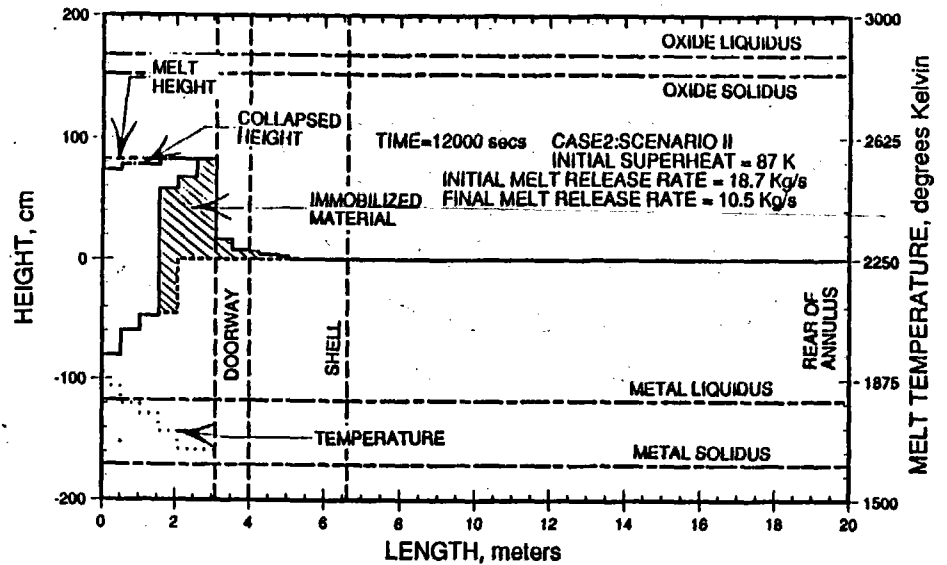 200
100
0
-100
-200
HEIGHT, cm
3000
2625
2250
1875
1500
MELT TEMPERATURE, degrees Kelvin
OXIDE LIQUIDUS
OXIDE SOLIDUS
MELT
HEIGHT
COLLAPSED
HEIGHT
TIME=12000 secs CASE2:SCENARIO II
INITIAL SUPERHEAT = 87 K
INITIAL MELT RELEASE RATE = 18.7 Kg/s
FINAL MELT RELEASE RATE = 10.5 Kg/s
IMMOBILIZED
MATERIAL
DOORWAY
SHELL
REAR OF
ANNULUS
METAL LIQUIDUS
TEMPERATURE
METAL SOLIDUS
0 2 4 6 8 10 12 14 16 18 20
LENGTH, meters